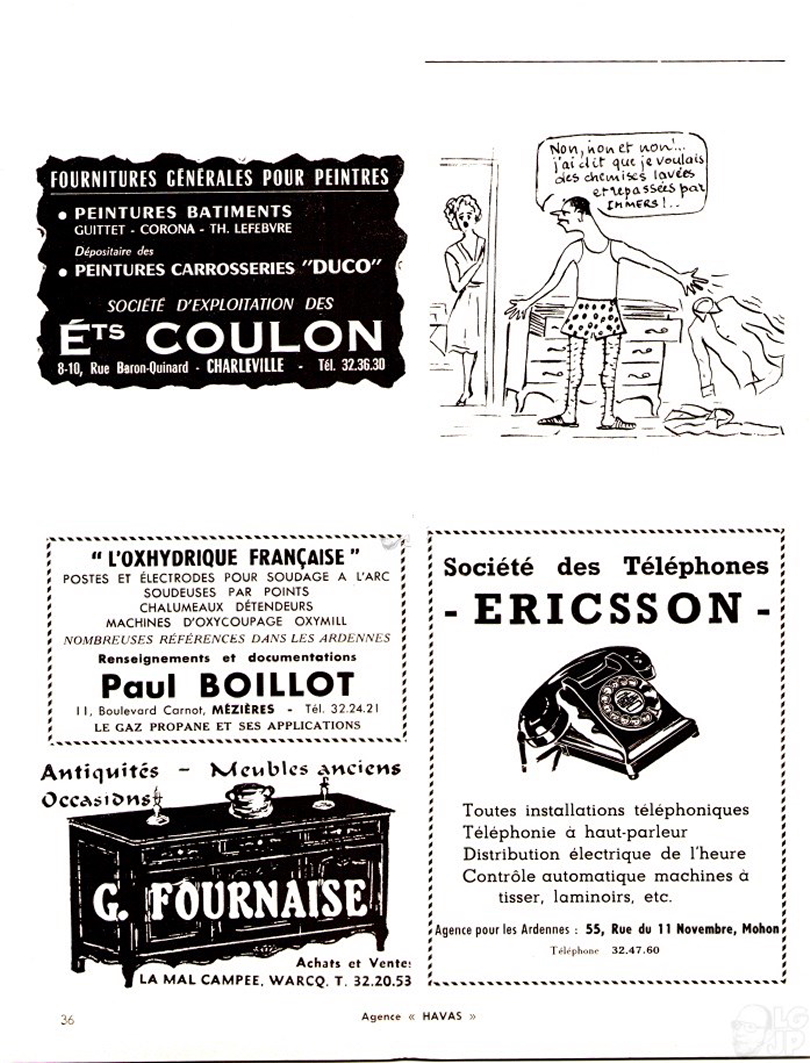 FOURNITURES GÉNÉRALES POUR PEINTRES
• PEINTURES BATIMENTS
GUITTET - CORONA - TH. LEFEBVRE
Dépositaire des
• PEINTURES CARROSSERIES "DUCO"
SOCIÉTÉ D'EXPLOITATION DES
ÉTS COULON
8-10, Rue Baron-Quinard - CHARLEVILLE - Tél. 32.36.30
Non, non et non!..
j'ai dit que je voulais
des chemises lavées
et repassées par
IMMERS!..
"L'OXHYDRIQUE FRANÇAISE"
POSTES ET ÉLECTRODES POUR SOUDAGE A L'ARC
SOUDEUSES PAR POINTS
CHALUMEAUX DÉTENDEURS
MACHINES D'OXYCOUPAGE OXYMILL
NOMBREUSES RÉFÉRENCES DANS LES ARDENNES
Renseignements et documentations
Paul BOILLOT
11, Boulevard Carnot, MÉZIÈRES - Tél. 32.24.21
LE GAZ PROPANE ET SES APPLICATIONS
Antiquités - Meubles anciens
Occasions
G. FOURNAISE
Achats et Ventes
LA MAL CAMPEE, WARCQ. T. 32.20.53
Société des Téléphones
- ERICSSON -
Toutes installations téléphoniques
Téléphonie à haut-parleur
Distribution électrique de l'heure
Contrôle automatique machines à
tisser, laminoirs, etc.
Agence pour les Ardennes : 55, Rue du 11 Novembre, Mohon
Téléphone 32.47.60
36
Agence « HAVAS »
LG
JP